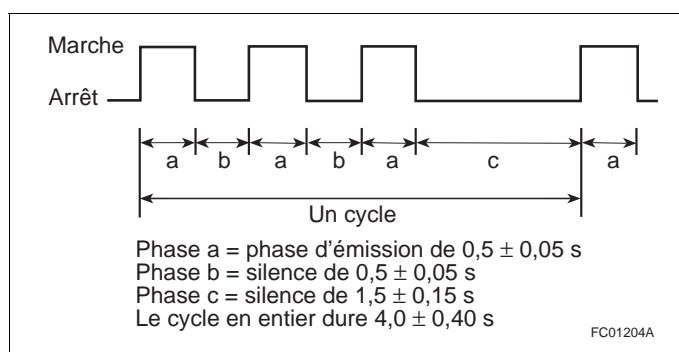 Marche
Arrêt
a b a b a c a
Un cycle
Phase a = phase d'émission de 0,5 ± 0,05 s
Phase b = silence de 0,5 ± 0,05 s
Phase c = silence de 1,5 ± 0,15 s
Le cycle en entier dure 4,0 ± 0,40 s
FC01204A